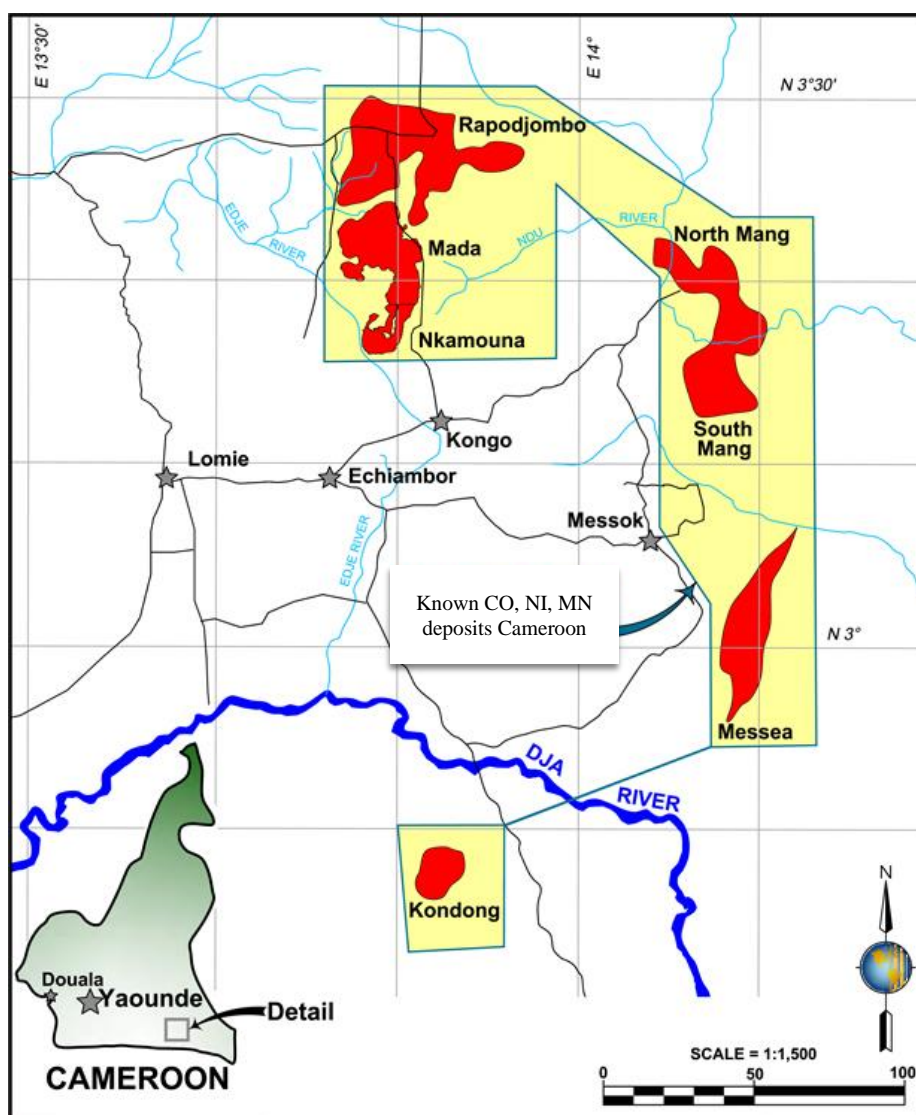 E 13°30'
E 14°
N 3°30'
Rapodjombo
EDJE
RIVER
NDU
RIVER
North Mang
Mada
Nkamouna
Kongo
South
Mang
Lomie
Echiambor
Messok
EDJE RIVER
Known CO, NI, MN
deposits Cameroon
N 3°
Messea
DJA
RIVER
Kondong
Douala
Yaounde
Detail
CAMEROON
SCALE = 1:1,500
0 50 100